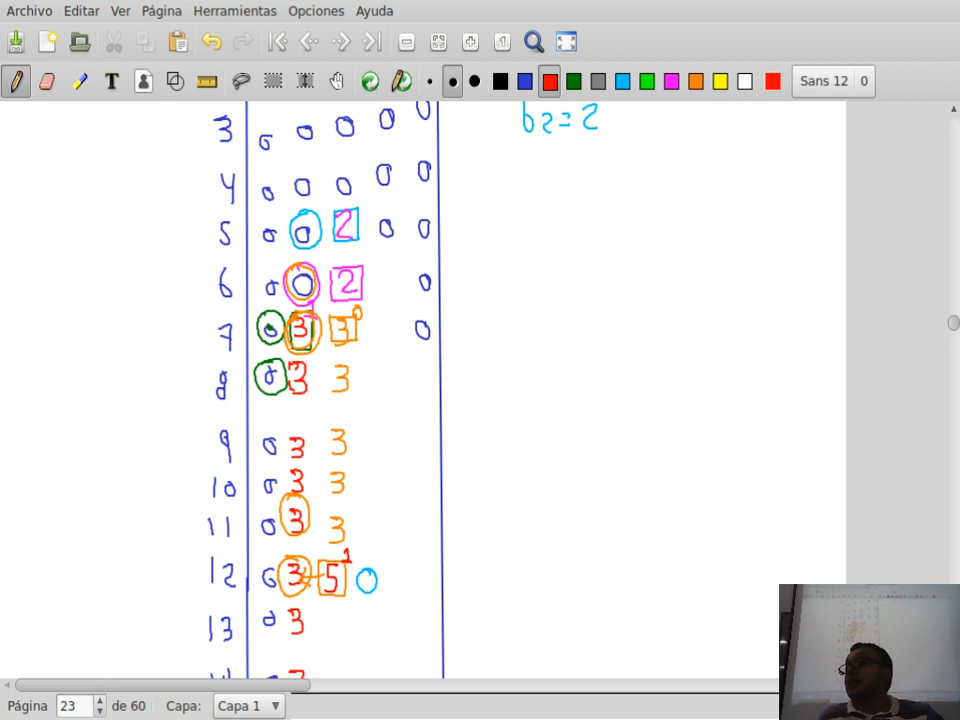 Archivo Editar Ver Página Herramientas Opciones Ayuda
Sans 12 0
3 0 0 0 0 0
b2=2
4 0 0 0 0 0
5 0 0 2 0 0
6 0 0 2 0
7 0 3 3 0 0
8 0 3 3
9 0 3 3
10 0 3 3
11 0 3 3
12 0 3 5 1 0
13 0 3
Página 23 de 60 Capa: Capa 1